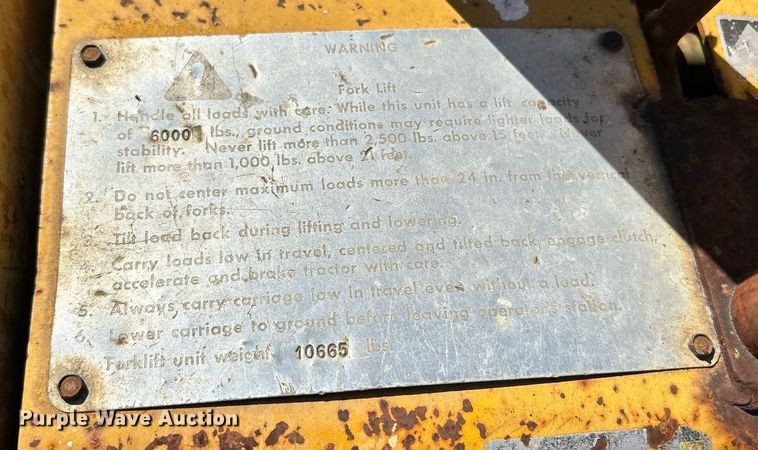 WARNING
Fork Lift
1. Handle all loads with care. While this unit has a lift capacity
of 6000 lbs., ground conditions may require lighter loads for
stability. Never lift more than 2,500 lbs. above 15 feet. Never
lift more than 1,000 lbs. above 21 feet.
2. Do not center maximum loads more than 24 in. from the vertical
back of forks.
3. Tilt load back during lifting and lowering.
4. Carry loads low in travel, centered and tilted back, engage clutch,
accelerate and brake tractor with care.
5. Always carry carriage low in travel even without a load.
6. Lower carriage to ground before leaving operator's station.
Forklift unit weight 10665 lbs.
Purple Wave Auction